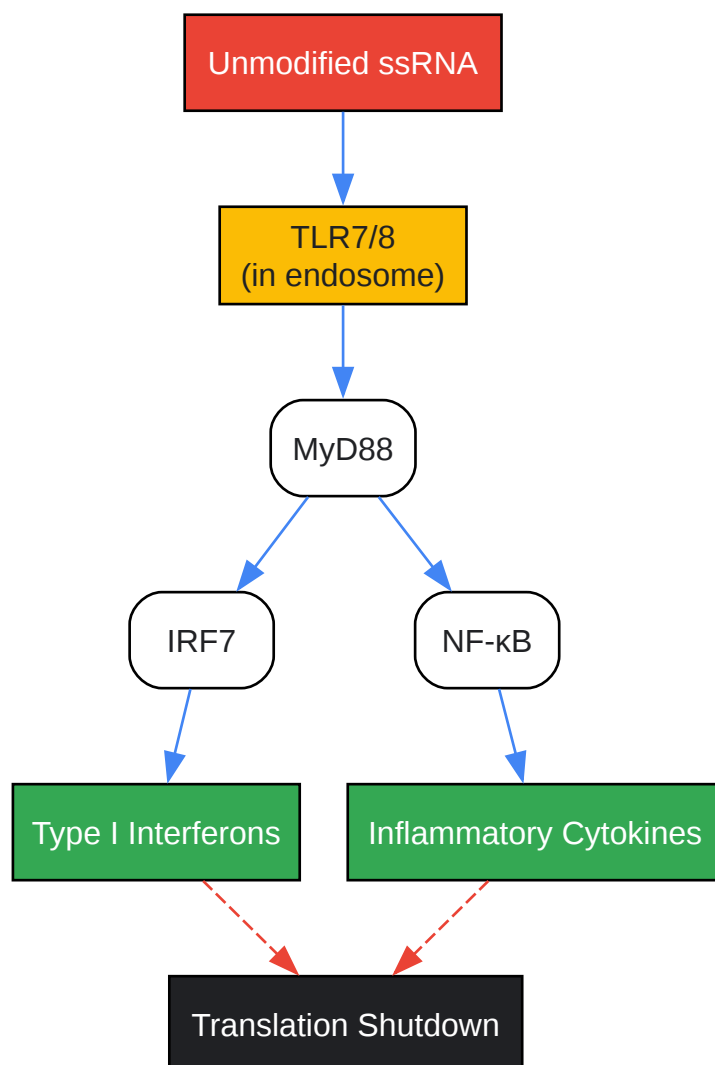 Unmodified ssRNA
TLR7/8
(in endosome)
MyD88
IRF7
NF-κB
Type I Interferons
Inflammatory Cytokines
Translation Shutdown